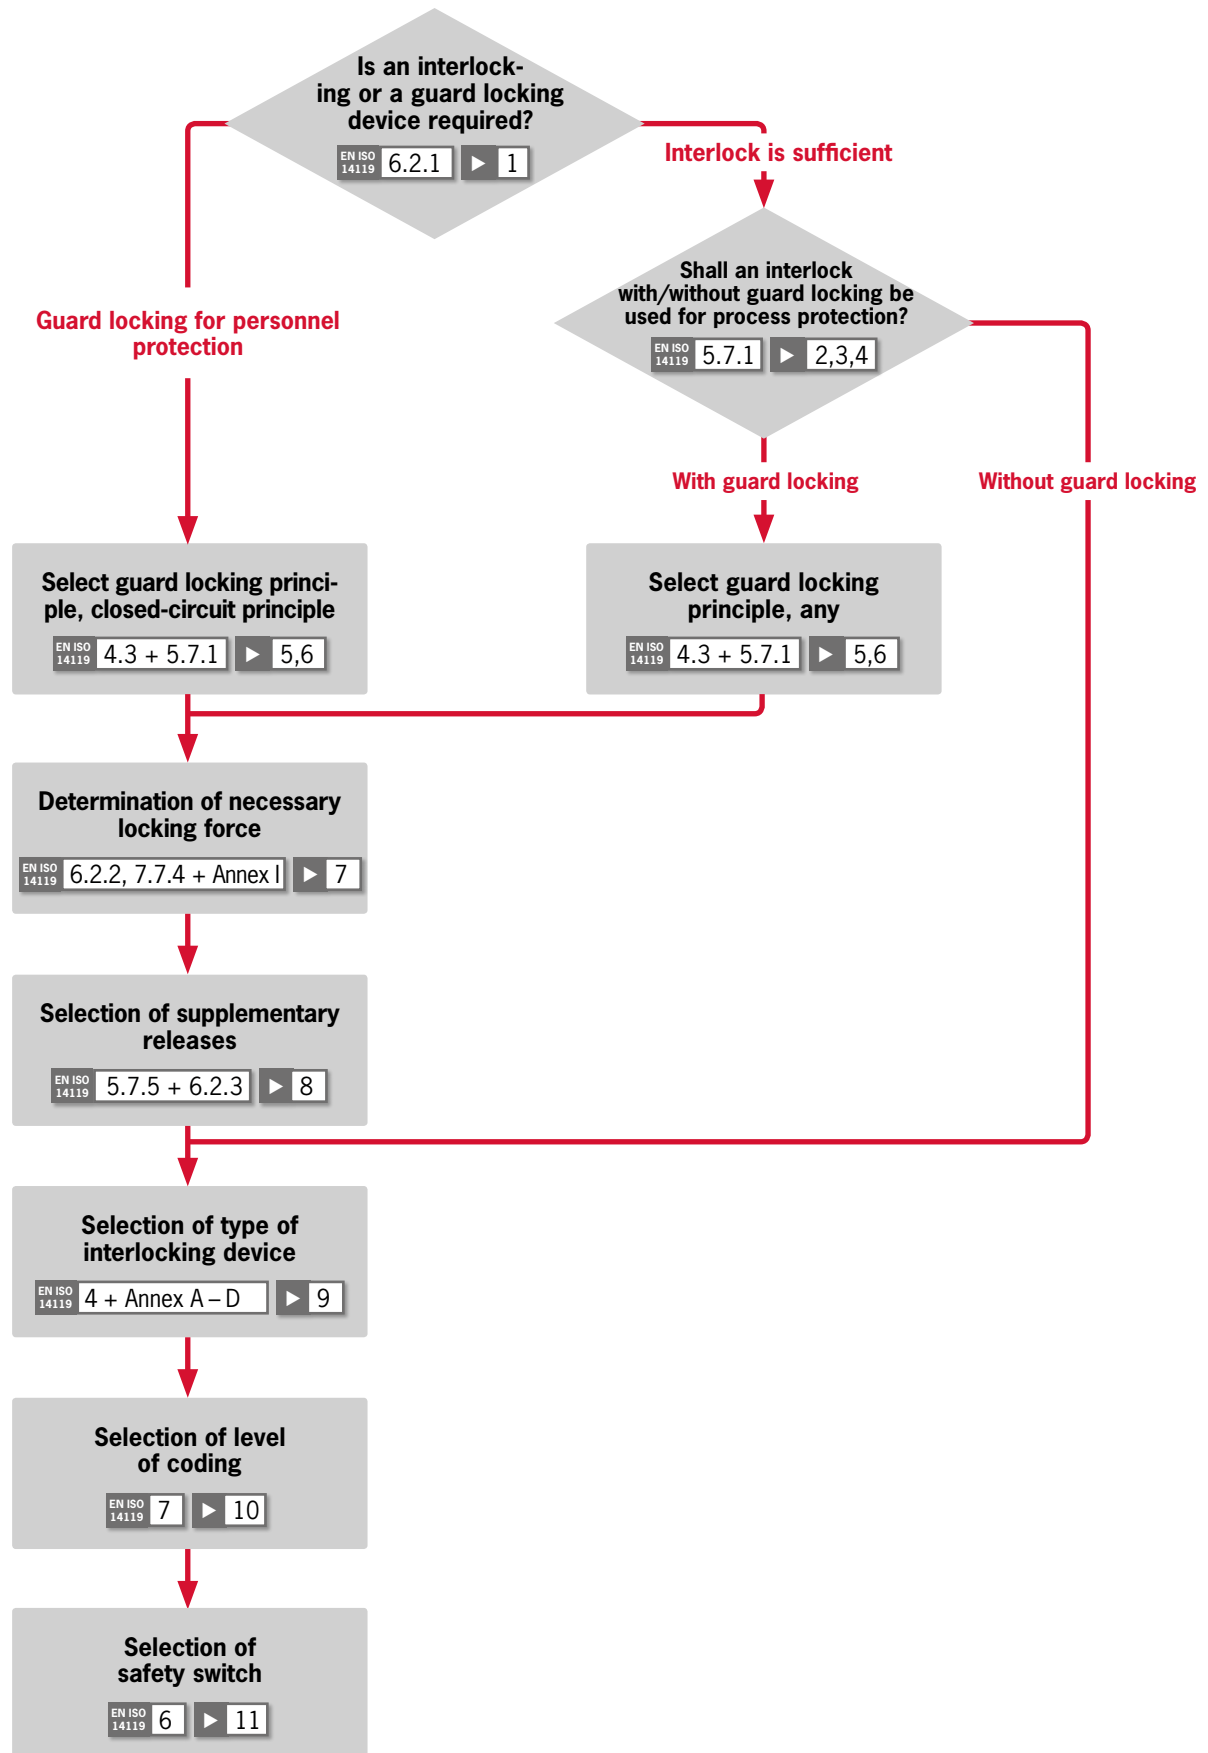 Is an interlock-
ing or a guard locking
device required?
EN ISO
14119 6.2.1 ▶ 1
Interlock is sufficient
Shall an interlock
with/without guard locking be
used for process protection?
EN ISO
14119 5.7.1 ▶ 2,3,4
Guard locking for personnel
protection
With guard locking
Without guard locking
Select guard locking princi-
ple, closed-circuit principle
EN ISO
14119 4.3 + 5.7.1 ▶ 5,6
Select guard locking
principle, any
EN ISO
14119 4.3 + 5.7.1 ▶ 5,6
Determination of necessary
locking force
EN ISO
14119 6.2.2, 7.7.4 + Annex I ▶ 7
Selection of supplementary
releases
EN ISO
14119 5.7.5 + 6.2.3 ▶ 8
Selection of type of
interlocking device
EN ISO
14119 4 + Annex A – D ▶ 9
Selection of level
of coding
EN ISO
14119 7 ▶ 10
Selection of
safety switch
EN ISO
14119 6 ▶ 11